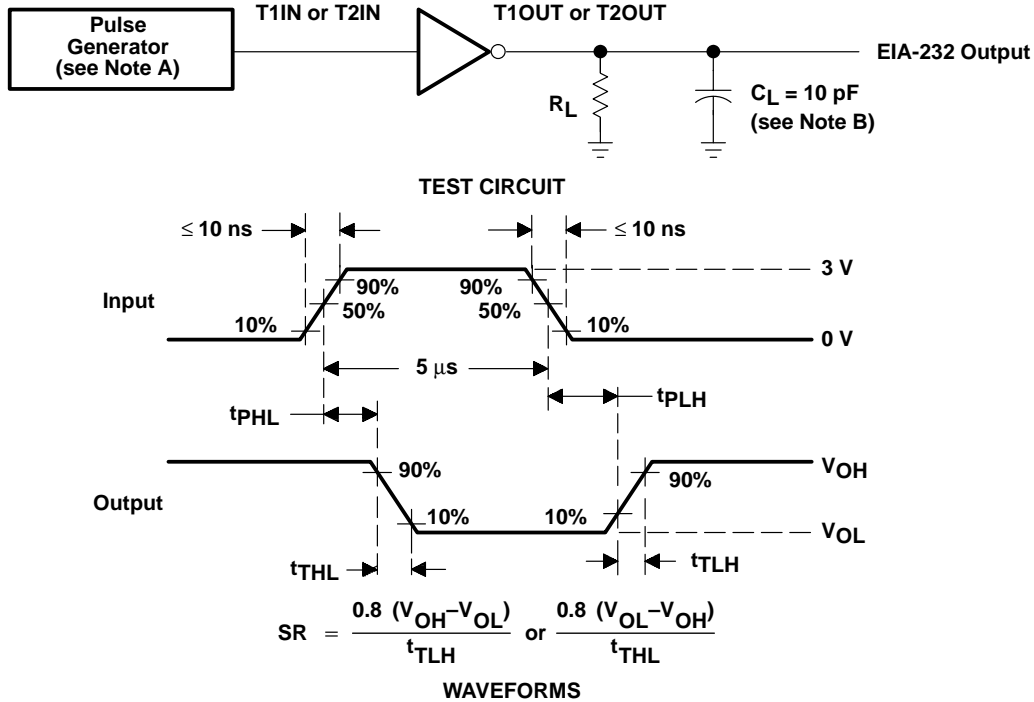 T1IN or T2IN
T1OUT or T2OUT
Pulse
Generator
(see Note A)
EIA-232 Output
RL
CL = 10 pF
(see Note B)
TEST CIRCUIT
≤ 10 ns
≤ 10 ns
3 V
90%
90%
Input
50%
50%
10%
10%
0 V
5 μs
tPHL
tPLH
VOH
90%
90%
Output
10%
10%
VOL
tTHL
tTLH
SR = 0.8 (VOH–VOL) / tTLH or 0.8 (VOL–VOH) / tTHL
WAVEFORMS